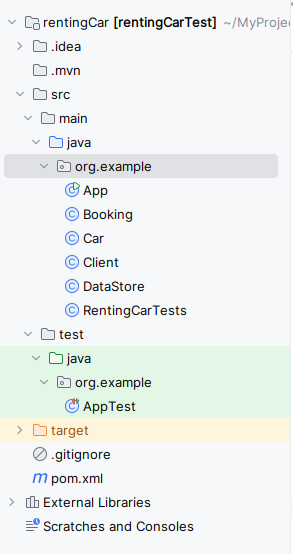 rentingCar [rentingCarTest] ~/MyProje
.idea
.mvn
src
main
java
org.example
App
Booking
Car
Client
DataStore
RentingCarTests
test
java
org.example
AppTest
target
.gitignore
pom.xml
External Libraries
Scratches and Consoles